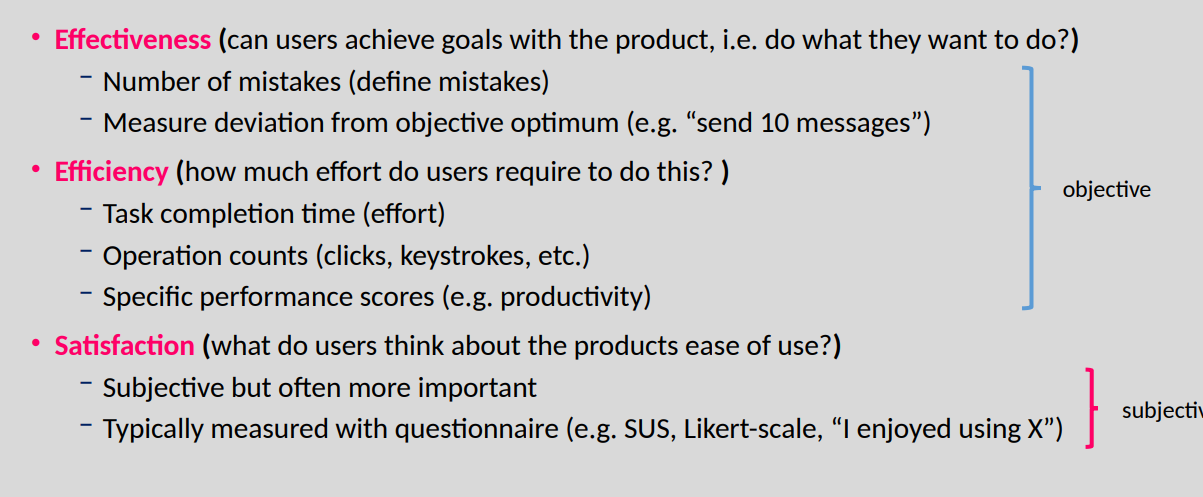 • Effectiveness (can users achieve goals with the product, i.e. do what they want to do?)
– Number of mistakes (define mistakes)
– Measure deviation from objective optimum (e.g. “send 10 messages”)
• Efficiency (how much effort do users require to do this? )
objective
– Task completion time (effort)
– Operation counts (clicks, keystrokes, etc.)
– Specific performance scores (e.g. productivity)
• Satisfaction (what do users think about the products ease of use?)
– Subjective but often more important
subjectiv
– Typically measured with questionnaire (e.g. SUS, Likert-scale, “I enjoyed using X”)